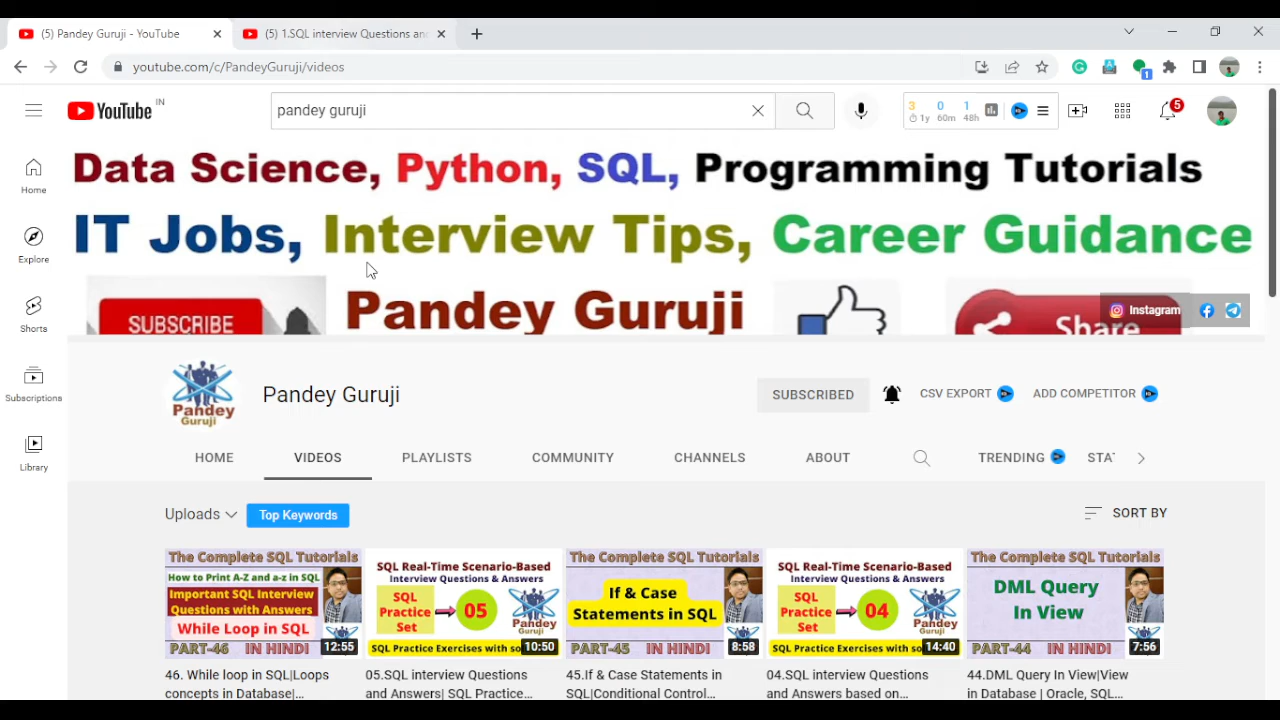 (5) Pandey Guruji - YouTube
(5) 1.SQL interview Questions an
youtube.com/c/PandeyGuruji/videos
1
YouTube IN
pandey guruji
3 0 1
1y 60m 48h
5
Data Science, Python, SQL, Programming Tutorials
IT Jobs, Interview Tips, Career Guidance
SUBSCRIBE
Pandey Guruji
Share
Instagram
Home
Explore
Shorts
Subscriptions
Library
Pandey Guruji
Pandey Guruji
SUBSCRIBED
CSV EXPORT
ADD COMPETITOR
HOME
VIDEOS
PLAYLISTS
COMMUNITY
CHANNELS
ABOUT
TRENDING
STAT
Uploads
Top Keywords
SORT BY
The Complete SQL Tutorials
How to Print A-Z and a-z in SQL
Important SQL Interview
Questions with Answers
While Loop in SQL
PART-46 IN HINDI
12:55
46. While loop in SQL|Loops
concepts in Database|...
SQL Real-Time Scenario-Based
Interview Questions & Answers
SQL
Practice
Set
05
Pandey
Guruji
SQL Practice Exercises with so
10:50
05.SQL interview Questions
and Answers| SQL Practice...
The Complete SQL Tutorials
If & Case
Statements in SQL
PART-45 IN HINDI
8:58
45.If & Case Statements in
SQL|Conditional Control...
SQL Real-Time Scenario-Based
Interview Questions & Answers
SQL
Practice
Set
04
Pandey
Guruji
SQL Practice Exercises with so
14:40
04.SQL interview Questions
and Answers based on...
The Complete SQL Tutorials
DML Query
In View
PART-44 IN HINDI
7:56
44.DML Query In View|View
in Database | Oracle, SQL...